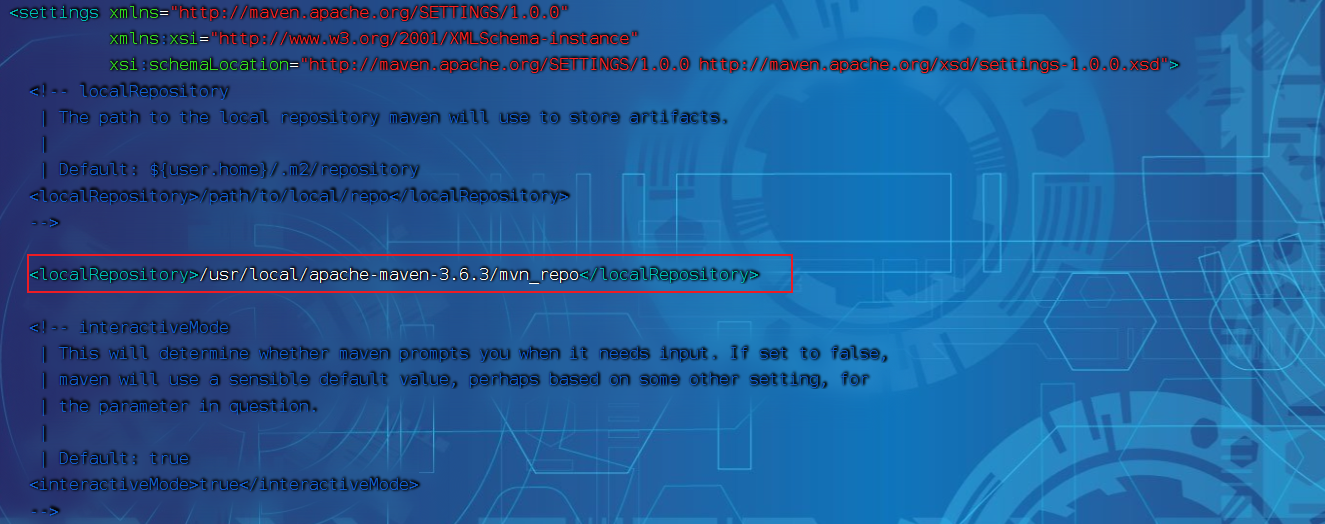 <settings xmlns="http://maven.apache.org/SETTINGS/1.0.0"
          xmlns:xsi="http://www.w3.org/2001/XMLSchema-instance"
          xsi:schemaLocation="http://maven.apache.org/SETTINGS/1.0.0 http://maven.apache.org/xsd/settings-1.0.0.xsd">
  <!-- localRepository
   | The path to the local repository maven will use to store artifacts.
   |
   | Default: ${user.home}/.m2/repository
  <localRepository>/path/to/local/repo</localRepository>
  -->
  <localRepository>/usr/local/apache-maven-3.6.3/mvn_repo</localRepository>
  <!-- interactiveMode
   | This will determine whether maven prompts you when it needs input. If set to false,
   | maven will use a sensible default value, perhaps based on some other setting, for
   | the parameter in question.
   |
   | Default: true
  <interactiveMode>true</interactiveMode>
  -->